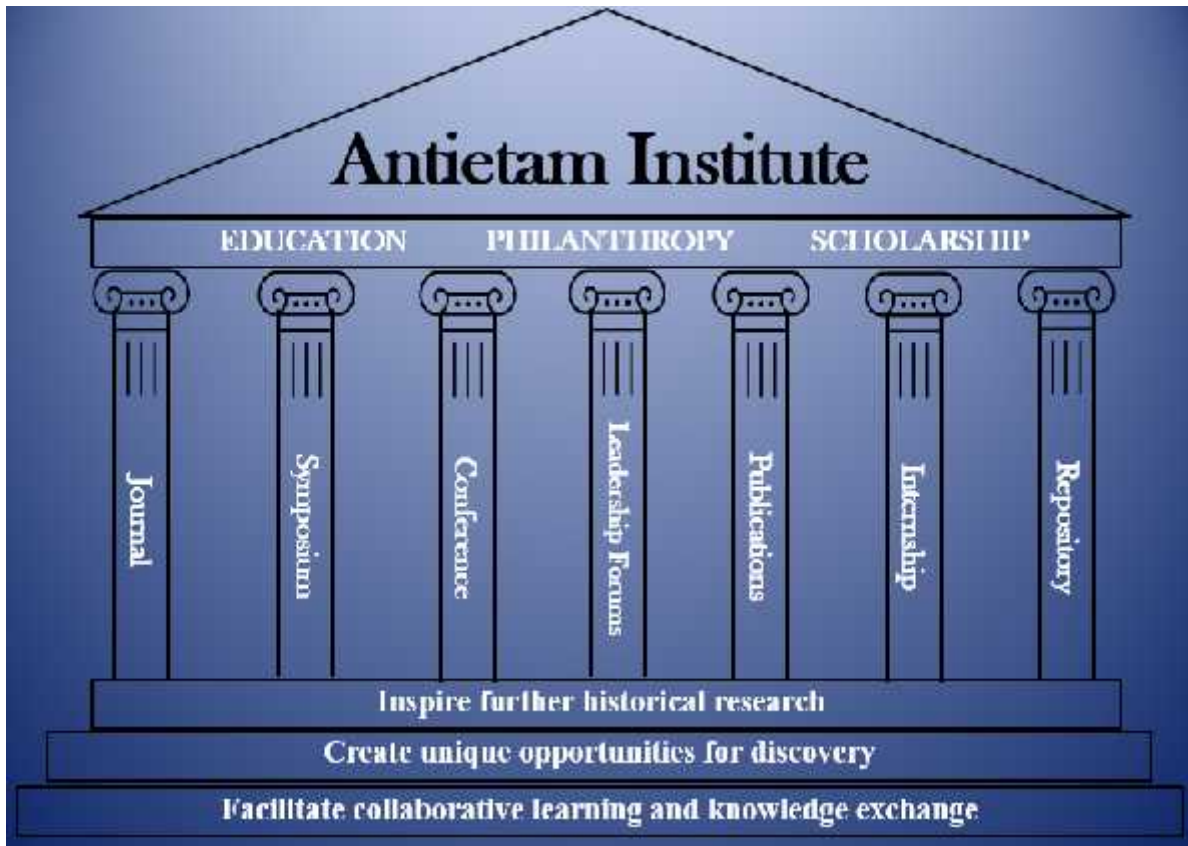 Antietam Institute
EDUCATION PHILANTHROPY SCHOLARSHIP
Journal
Symposium
Conference
Leadership Forums
Publications
Internship
Repository
Inspire further historical research
Create unique opportunities for discovery
Facilitate collaborative learning and knowledge exchange